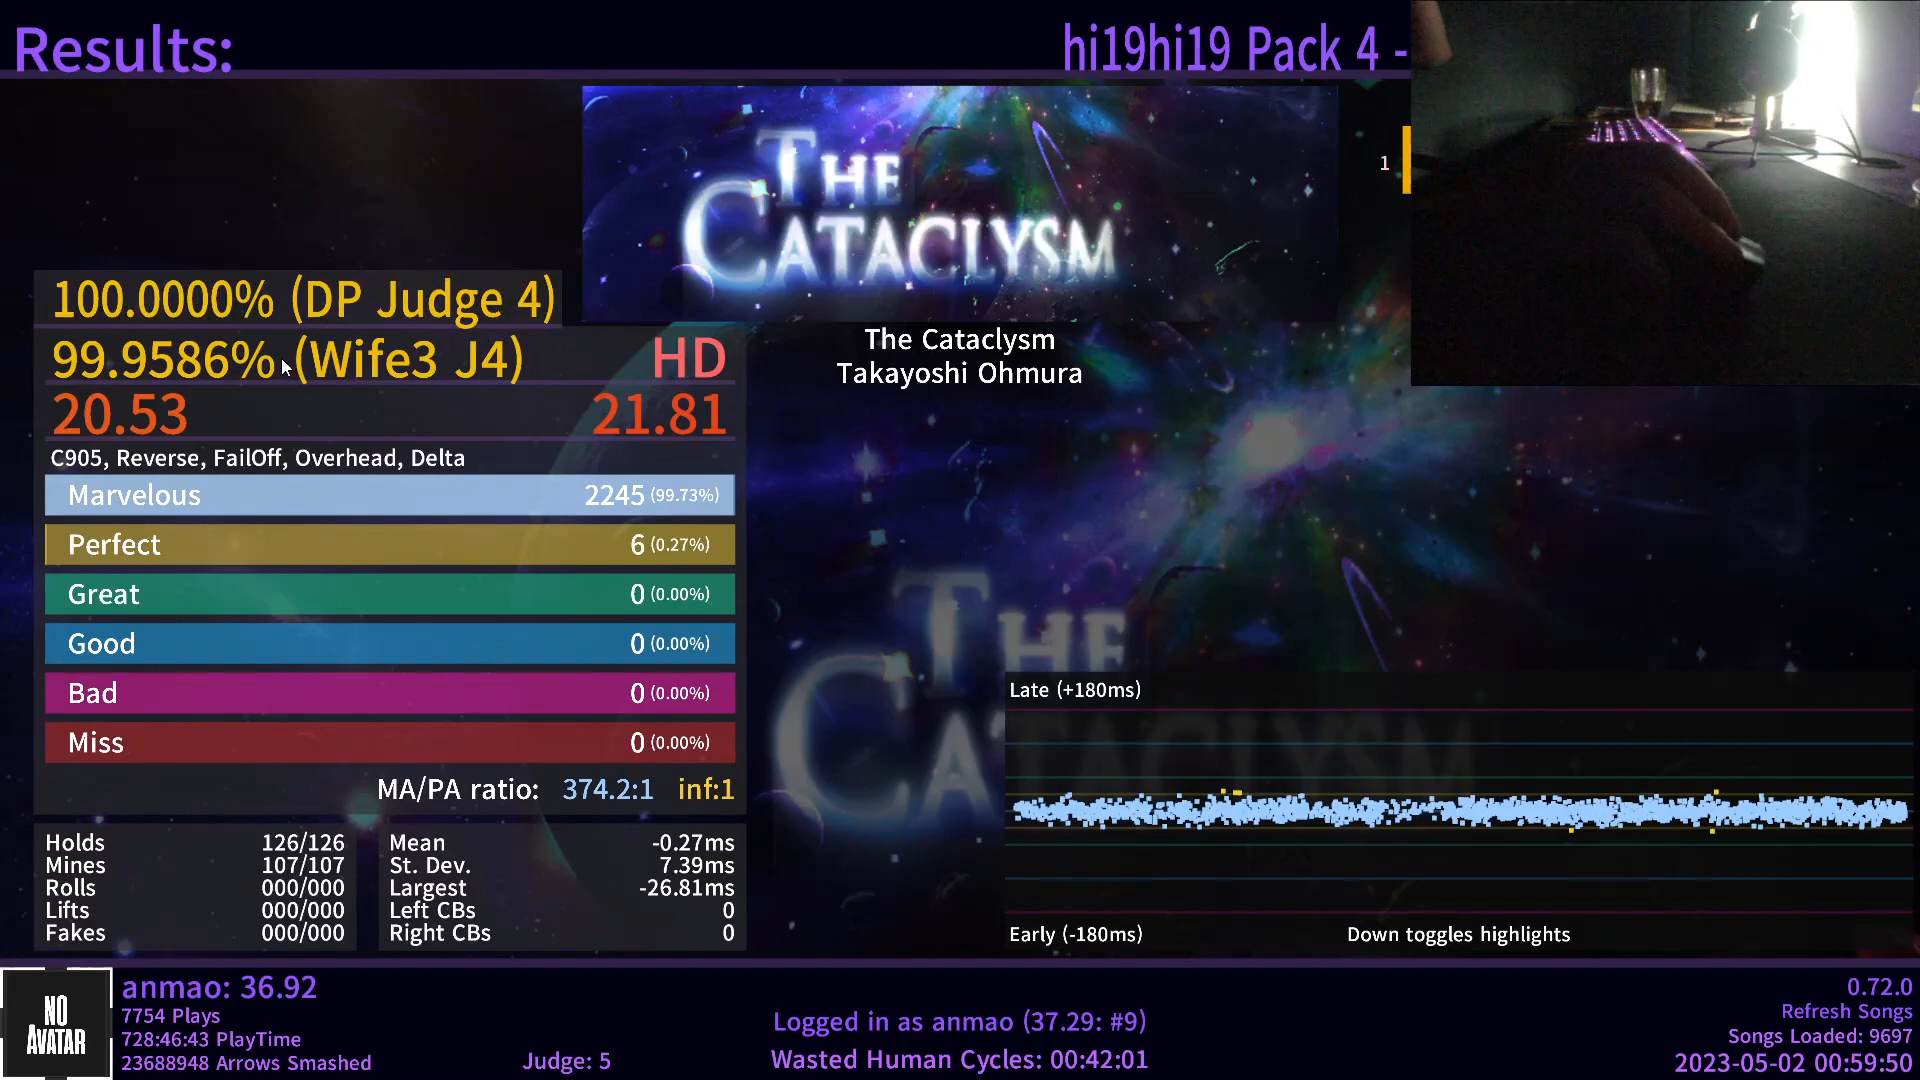 Results:
hi19hi19 Pack 4 -
THE
CATACLYSM
1
100.0000% (DP Judge 4)
99.9586% (Wife3 J4) HD
20.53 21.81
C905, Reverse, FailOff, Overhead, Delta
The Cataclysm
Takayoshi Ohmura
Marvelous 2245 (99.73%)
Perfect 6 (0.27%)
Great 0 (0.00%)
Good 0 (0.00%)
Bad 0 (0.00%)
Miss 0 (0.00%)
MA/PA ratio: 374.2:1 inf:1
Holds 126/126
Mines 107/107
Rolls 000/000
Lifts 000/000
Fakes 000/000
Mean -0.27ms
St. Dev. 7.39ms
Largest -26.81ms
Left CBs 0
Right CBs 0
THE
CATACLYSM
Late (+180ms)
Early (-180ms)
Down toggles highlights
NO
AVATAR
anmao: 36.92
7754 Plays
728:46:43 PlayTime
23688948 Arrows Smashed
Judge: 5
Logged in as anmao (37.29: #9)
Wasted Human Cycles: 00:42:01
0.72.0
Refresh Songs
Songs Loaded: 9697
2023-05-02 00:59:50